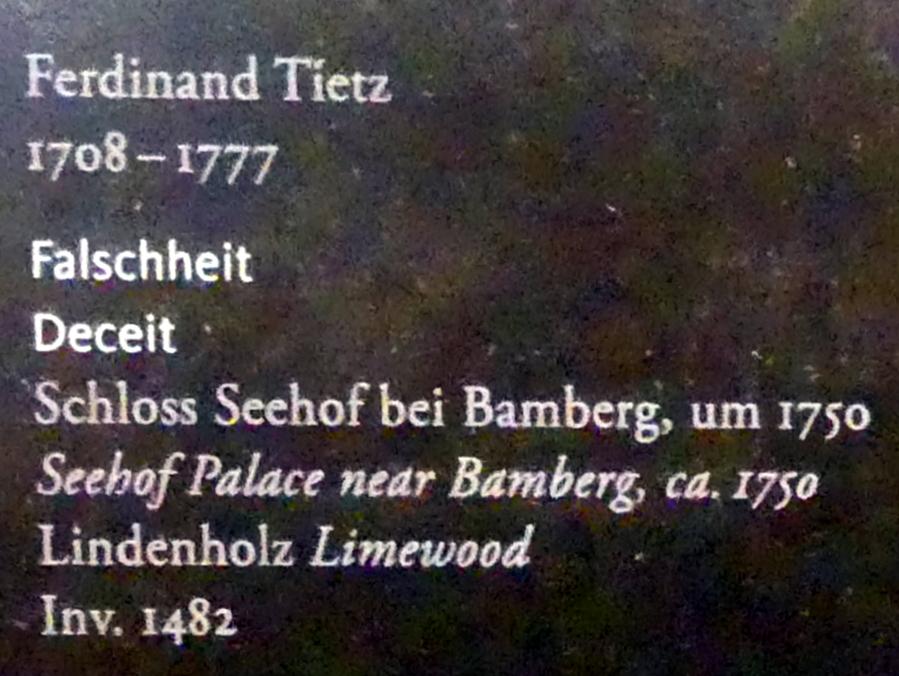 Ferdinand Tietz
1708–1777
Falschheit
Deceit
Schloss Seehof bei Bamberg, um 1750
Seehof Palace near Bamberg, ca. 1750
Lindenholz Limewood
Inv. 1482